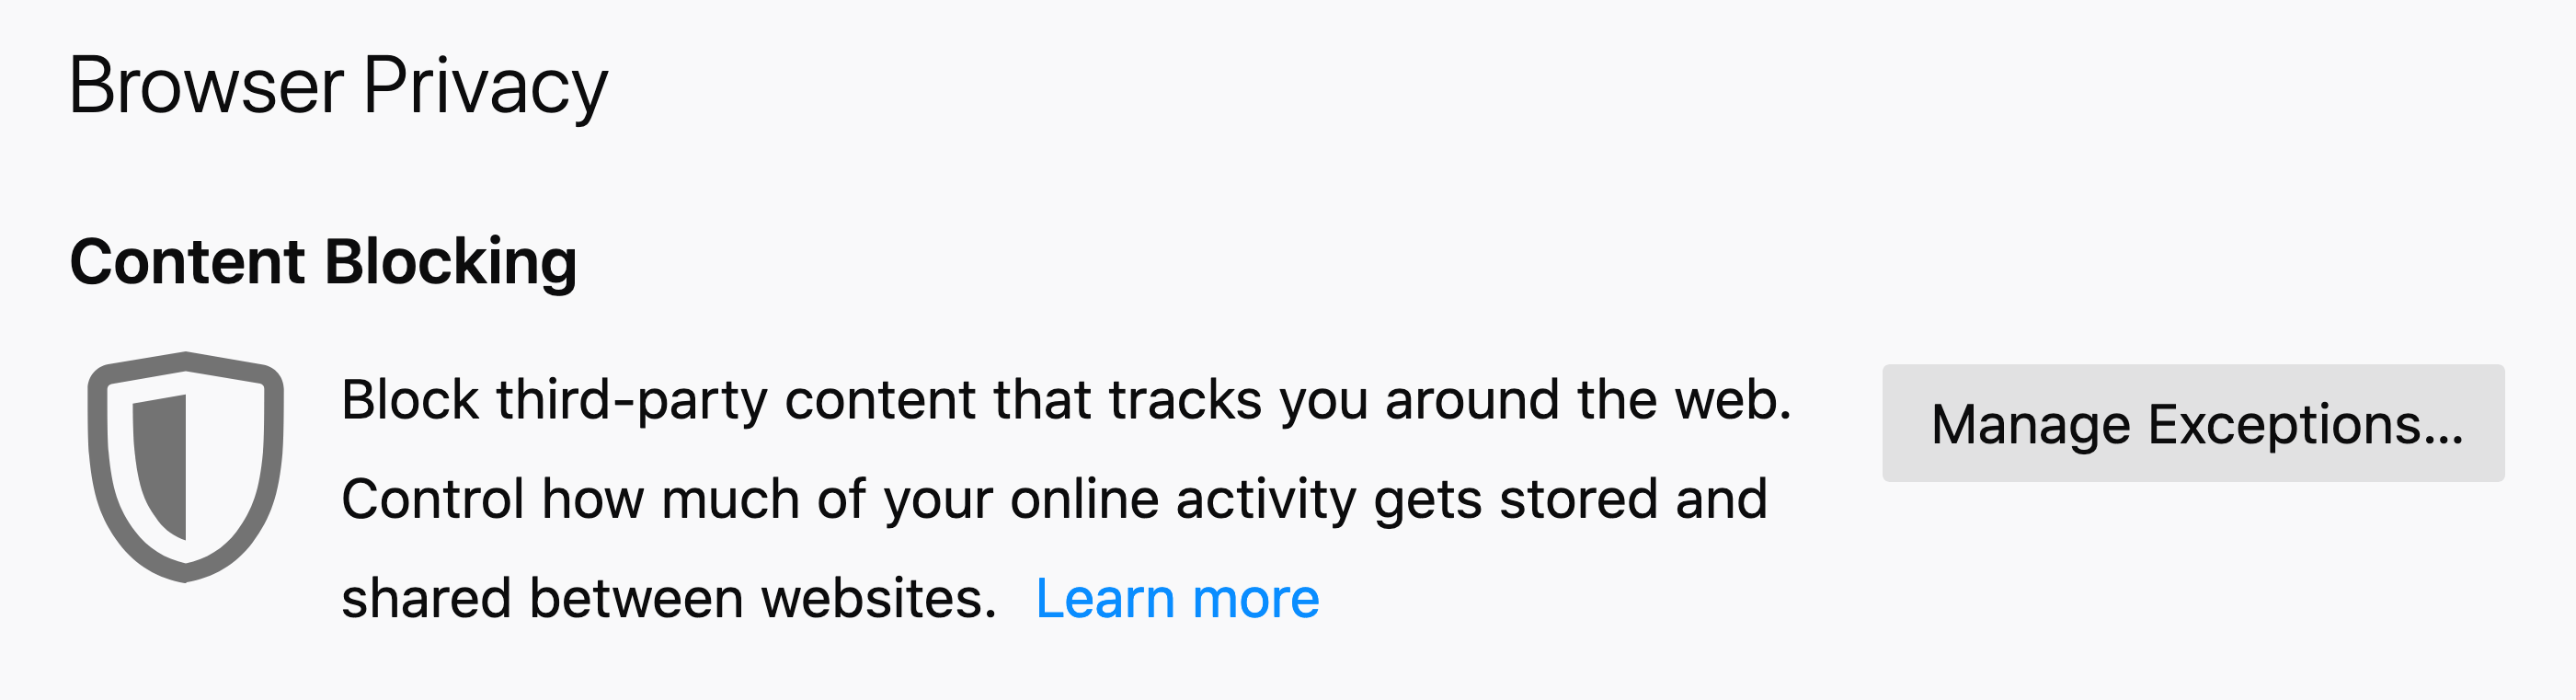 Browser Privacy
Content Blocking
Block third-party content that tracks you around the web.
Control how much of your online activity gets stored and
shared between websites. Learn more
Manage Exceptions...